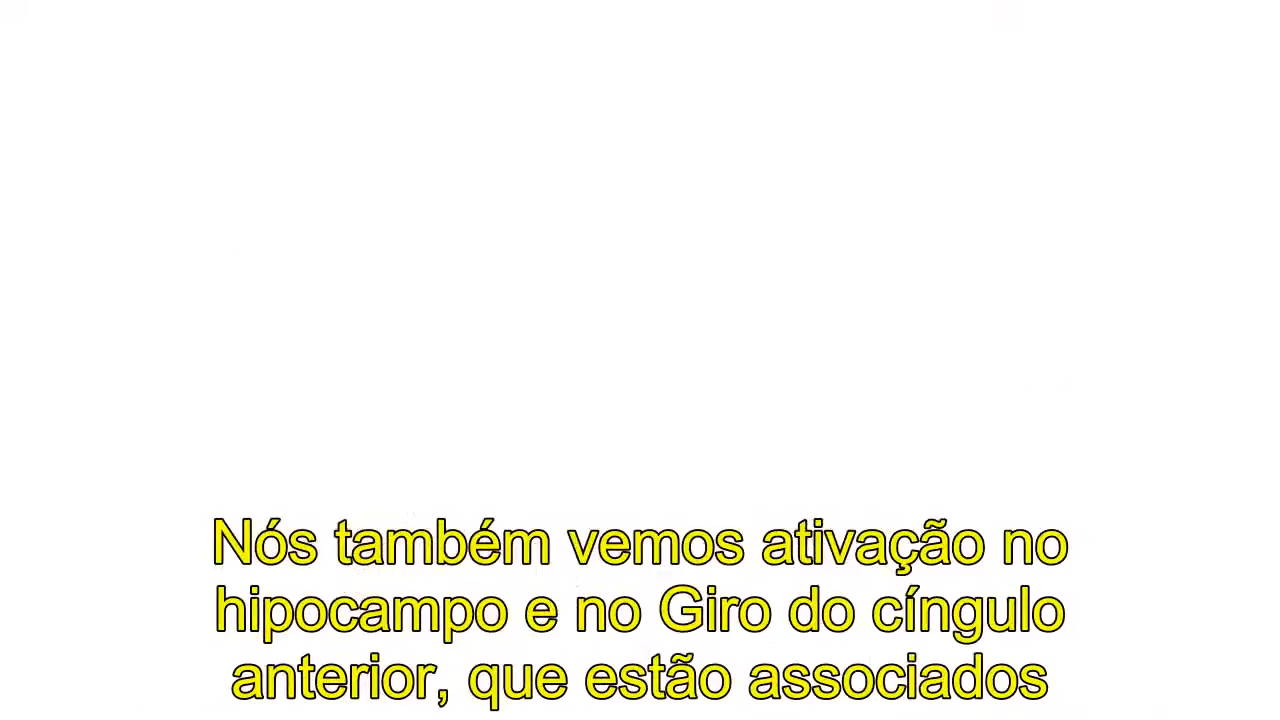 Nós também vemos ativação no
hipocampo e no Giro do cíngulo
anterior, que estão associados